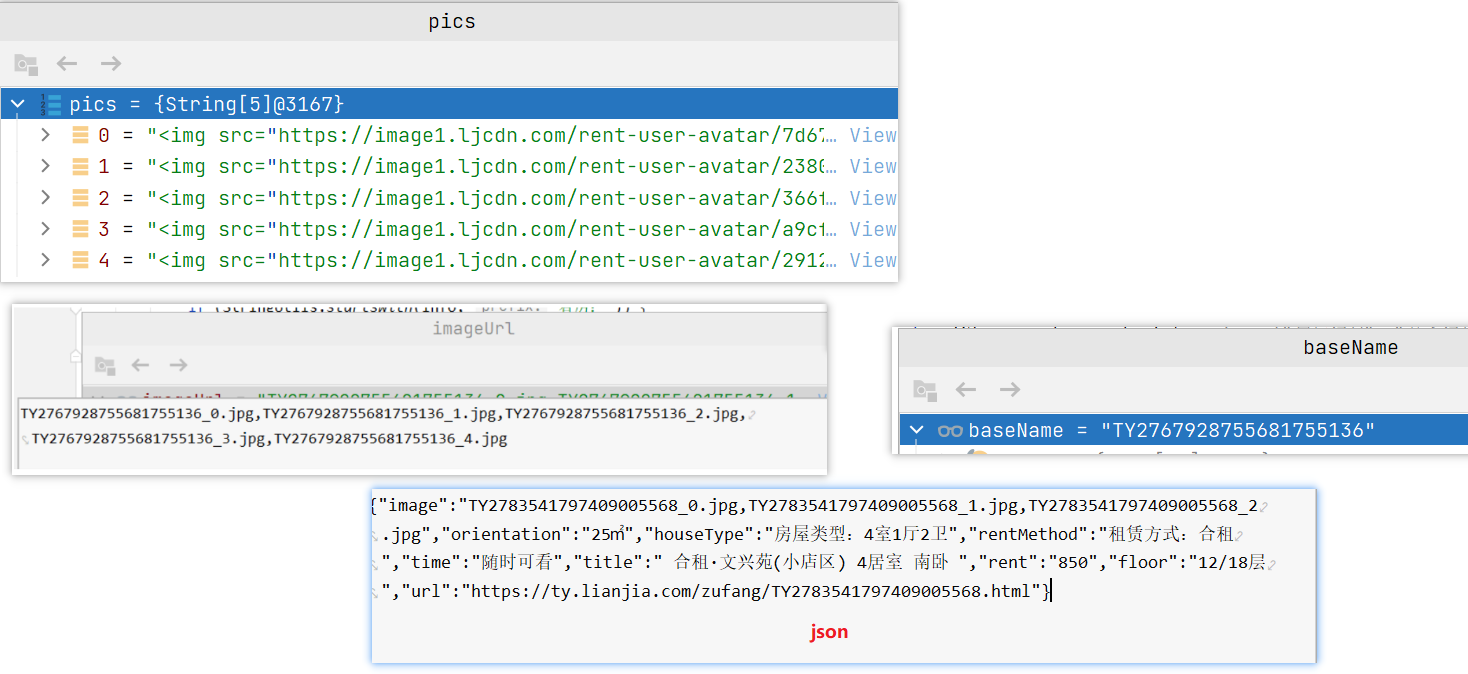 pics
pics = {String[5]@3167}
0 = "<img src="https://image1.ljcdn.com/rent-user-avatar/7d67… View
1 = "<img src="https://image1.ljcdn.com/rent-user-avatar/2380… View
2 = "<img src="https://image1.ljcdn.com/rent-user-avatar/366f… View
3 = "<img src="https://image1.ljcdn.com/rent-user-avatar/a9cf… View
4 = "<img src="https://image1.ljcdn.com/rent-user-avatar/2912… View
imageUrl
TY2767928755681755136_0.jpg,TY2767928755681755136_1.jpg,TY2767928755681755136_2.jpg,
TY2767928755681755136_3.jpg,TY2767928755681755136_4.jpg
baseName
baseName = "TY2767928755681755136"
{"image":"TY2783541797409005568_0.jpg,TY2783541797409005568_1.jpg,TY2783541797409005568_2
.jpg","orientation":"25㎡","houseType":"房屋类型：4室1厅2卫","rentMethod":"租赁方式：合租
","time":"随时可看","title":" 合租·文兴苑(小店区) 4居室 南卧 ","rent":"850","floor":"12/18层
","url":"https://ty.lianjia.com/zufang/TY2783541797409005568.html"}
json